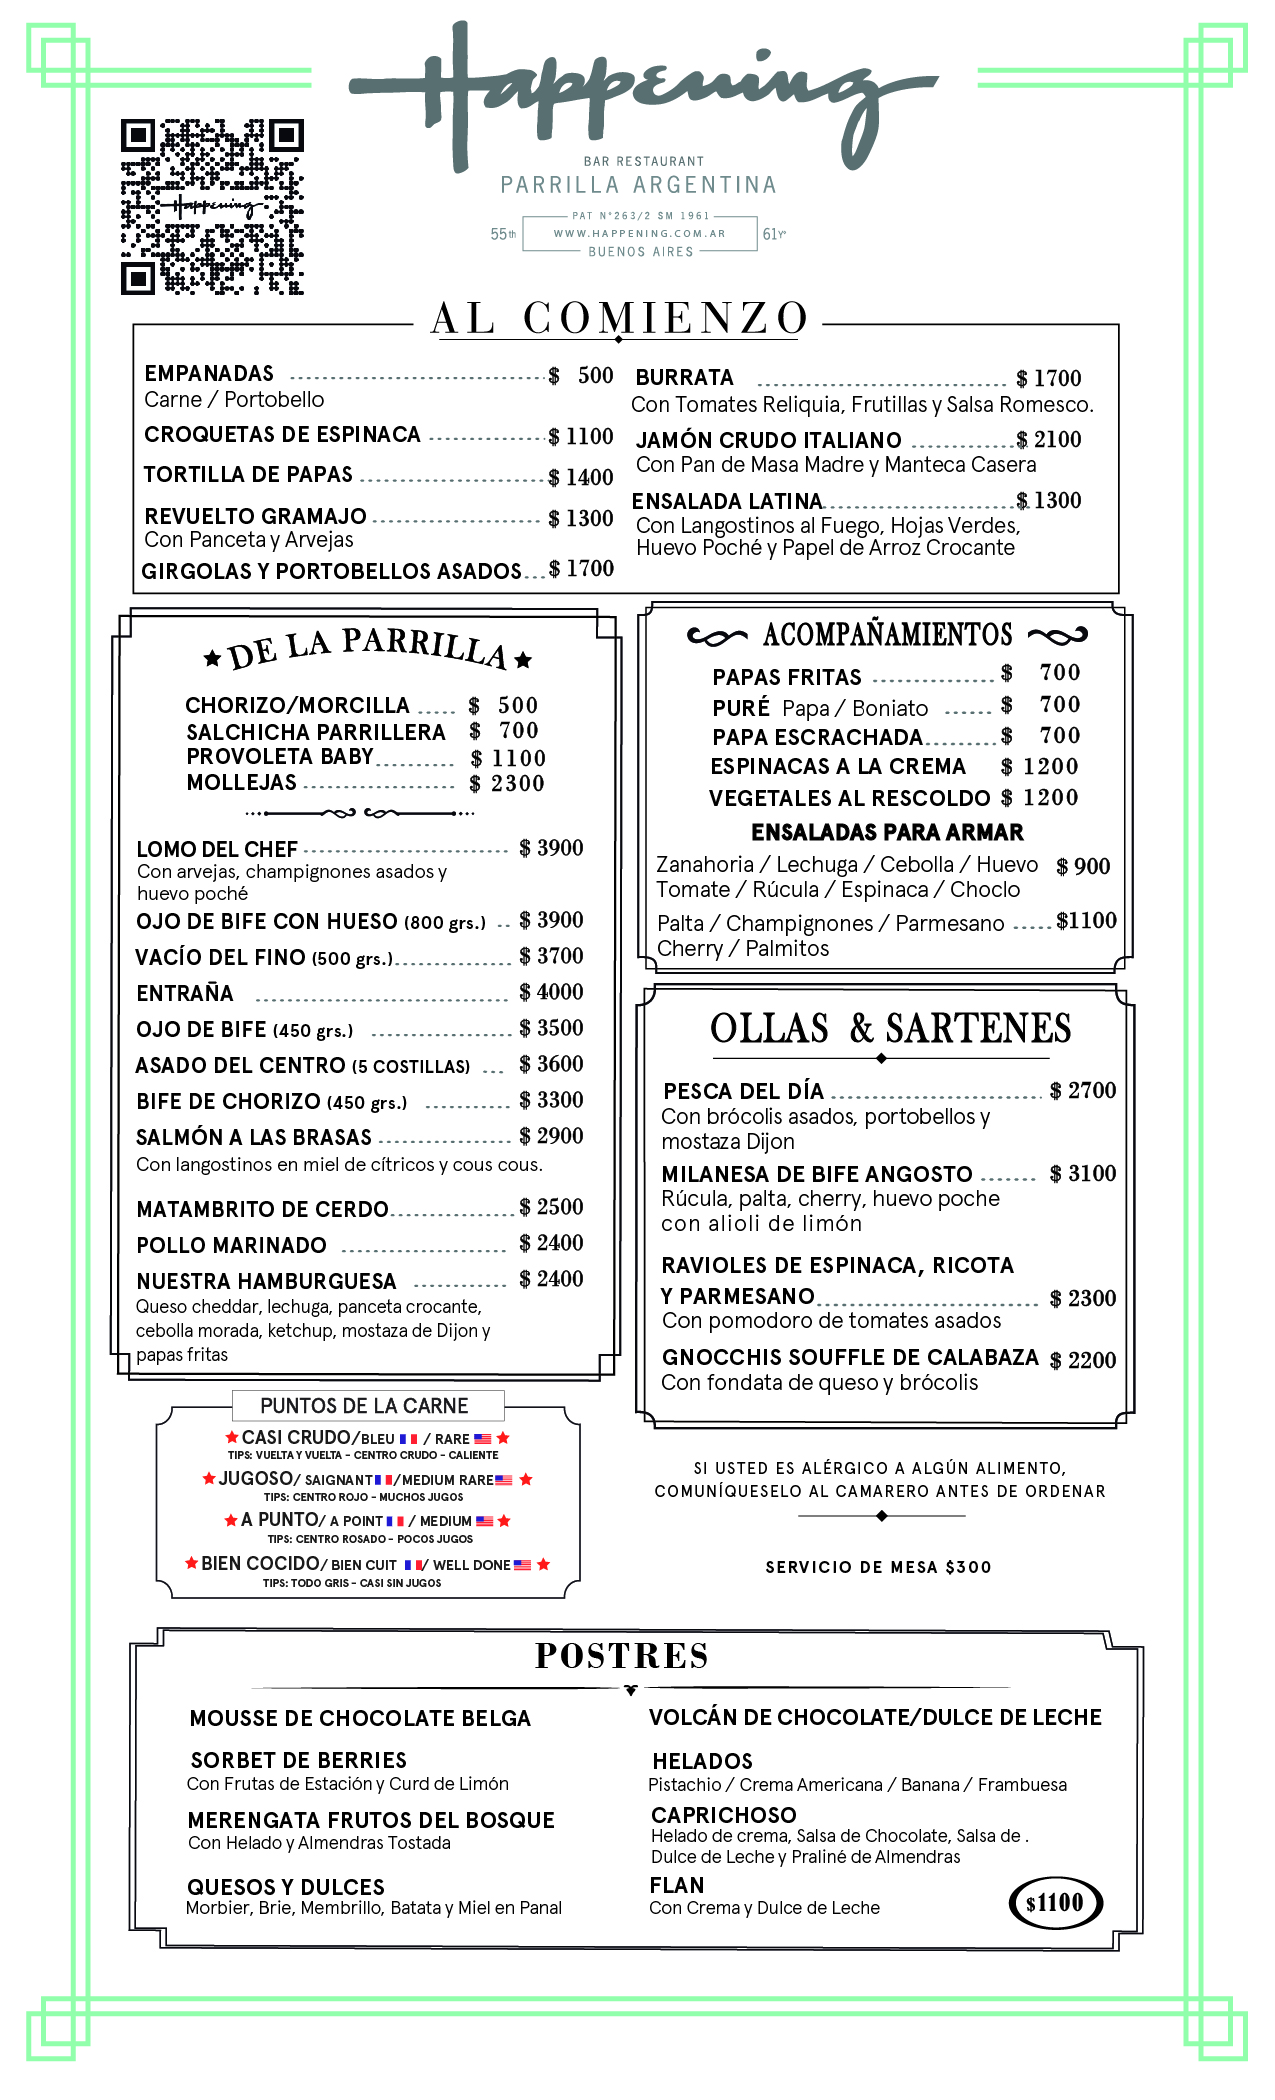 Happening
BAR RESTAURANT
PARRILLA ARGENTINA
PAT N°263/2 SM 1961
55th WWW.HAPPENING.COM.AR 61Yº
BUENOS AIRES
Happening
AL COMIENZO
EMPANADAS $ 500
Carne / Portobello
CROQUETAS DE ESPINACA $ 1100
TORTILLA DE PAPAS $ 1400
REVUELTO GRAMAJO $ 1300
Con Panceta y Arvejas
GIRGOLAS Y PORTOBELLOS ASADOS $ 1700
BURRATA $ 1700
Con Tomates Reliquia, Frutillas y Salsa Romesco.
JAMÓN CRUDO ITALIANO $ 2100
Con Pan de Masa Madre y Manteca Casera
ENSALADA LATINA $ 1300
Con Langostinos al Fuego, Hojas Verdes,
Huevo Poché y Papel de Arroz Crocante
DE LA PARRILLA
CHORIZO/MORCILLA $ 500
SALCHICHA PARRILLERA $ 700
PROVOLETA BABY $ 1100
MOLLEJAS $ 2300
LOMO DEL CHEF $ 3900
Con arvejas, champignones asados y
huevo poché
OJO DE BIFE CON HUESO (800 grs.) $ 3900
VACÍO DEL FINO (500 grs.) $ 3700
ENTRAÑA $ 4000
OJO DE BIFE (450 grs.) $ 3500
ASADO DEL CENTRO (5 COSTILLAS) $ 3600
BIFE DE CHORIZO (450 grs.) $ 3300
SALMÓN A LAS BRASAS $ 2900
Con langostinos en miel de cítricos y cous cous.
MATAMBRITO DE CERDO $ 2500
POLLO MARINADO $ 2400
NUESTRA HAMBURGUESA $ 2400
Queso cheddar, lechuga, panceta crocante,
cebolla morada, ketchup, mostaza de Dijon y
papas fritas
ACOMPAÑAMIENTOS
PAPAS FRITAS $ 700
PURÉ Papa / Boniato $ 700
PAPA ESCRACHADA $ 700
ESPINACAS A LA CREMA $ 1200
VEGETALES AL RESCOLDO $ 1200
ENSALADAS PARA ARMAR
Zanahoria / Lechuga / Cebolla / Huevo $ 900
Tomate / Rúcula / Espinaca / Choclo
Palta / Champignones / Parmesano $1100
Cherry / Palmitos
OLLAS & SARTENES
PESCA DEL DÍA $ 2700
Con brócolis asados, portobellos y
mostaza Dijon
MILANESA DE BIFE ANGOSTO $ 3100
Rúcula, palta, cherry, huevo poche
con alioli de limón
RAVIOLES DE ESPINACA, RICOTA
Y PARMESANO $ 2300
Con pomodoro de tomates asados
GNOCCHIS SOUFFLE DE CALABAZA $ 2200
Con fondata de queso y brócolis
PUNTOS DE LA CARNE
CASI CRUDO/BLEU / RARE
TIPS: VUELTA Y VUELTA - CENTRO CRUDO - CALIENTE
JUGOSO/ SAIGNANT /MEDIUM RARE
TIPS: CENTRO ROJO - MUCHOS JUGOS
A PUNTO/ A POINT / MEDIUM
TIPS: CENTRO ROSADO - POCOS JUGOS
BIEN COCIDO/ BIEN CUIT / WELL DONE
TIPS: TODO GRIS - CASI SIN JUGOS
SI USTED ES ALÉRGICO A ALGÚN ALIMENTO,
COMUNÍQUESELO AL CAMARERO ANTES DE ORDENAR
SERVICIO DE MESA $300
POSTRES
MOUSSE DE CHOCOLATE BELGA
SORBET DE BERRIES
Con Frutas de Estación y Curd de Limón
MERENGATA FRUTOS DEL BOSQUE
Con Helado y Almendras Tostada
QUESOS Y DULCES
Morbier, Brie, Membrillo, Batata y Miel en Panal
VOLCÁN DE CHOCOLATE/DULCE DE LECHE
HELADOS
Pistachio / Crema Americana / Banana / Frambuesa
CAPRICHOSO
Helado de crema, Salsa de Chocolate, Salsa de .
Dulce de Leche y Praliné de Almendras
FLAN
Con Crema y Dulce de Leche
$1100